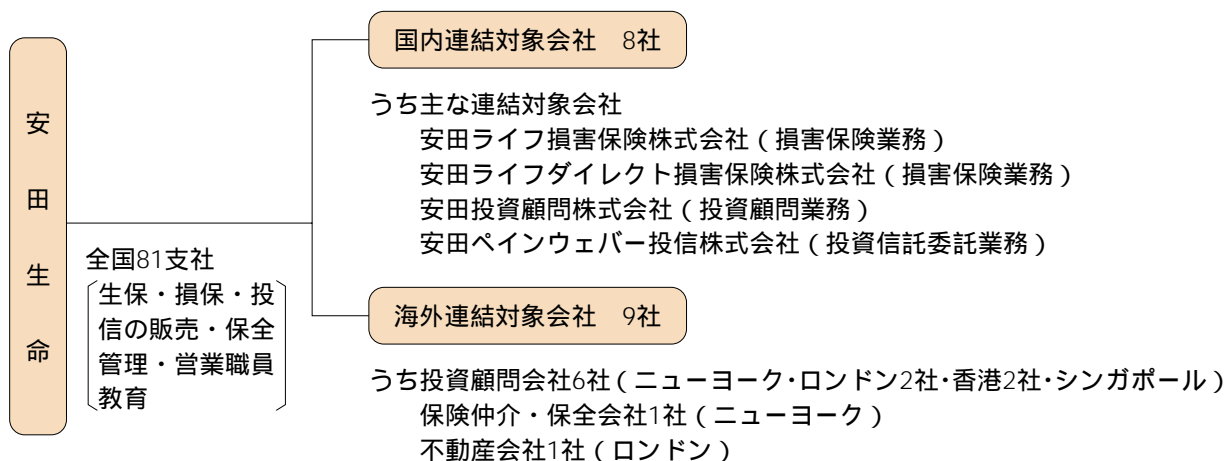 安田生命
全国81支社
生保・損保・投
信の販売・保全
管理・営業職員
教育
国内連結対象会社　8社
うち主な連結対象会社
安田ライフ損害保険株式会社（損害保険業務）
安田ライフダイレクト損害保険株式会社（損害保険業務）
安田投資顧問株式会社（投資顧問業務）
安田ペインウェバー投信株式会社（投資信託委託業務）
海外連結対象会社　9社
うち投資顧問会社6社（ニューヨーク・ロンドン2社・香港2社・シンガポール）
保険仲介・保全会社1社（ニューヨーク）
不動産会社1社（ロンドン）